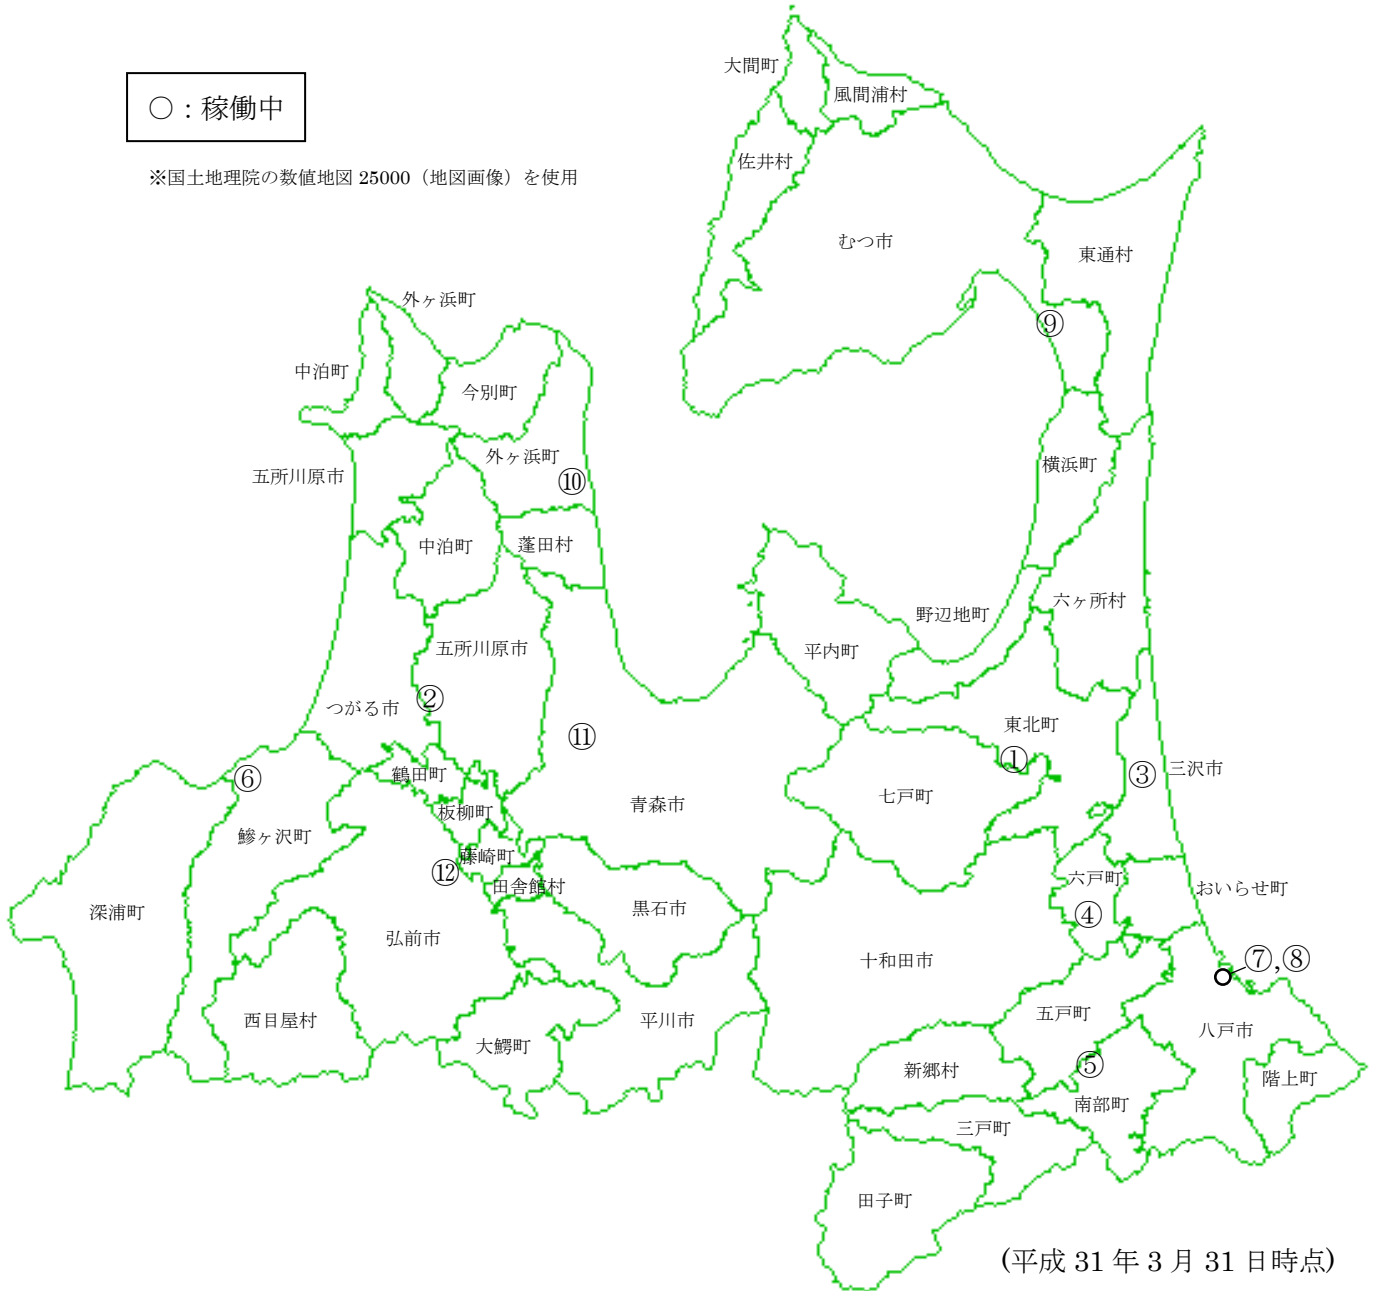 大間町
風間浦村
○：稼働中
佐井村
※国土地理院の数値地図 25000（地図画像）を使用
むつ市
東通村
外ヶ浜町
⑨
中泊町
今別町
外ヶ浜町
横浜町
五所川原市
⑩
中泊町
蓬田村
六ヶ所村
野辺地町
五所川原市
平内町
②
つがる市
東北町
⑪
①
三沢市
鶴田町
③
⑥
七戸町
青森市
板柳町
鰺ヶ沢町
藤崎町
⑫
六戸町
田舎館村
おいらせ町
深浦町
黒石市
④
弘前市
十和田市
⑦,⑧
五戸町
西目屋村
平川市
八戸市
大鰐町
⑤
新郷村
階上町
南部町
三戸町
田子町
(平成 31 年 3 月 31 日時点)